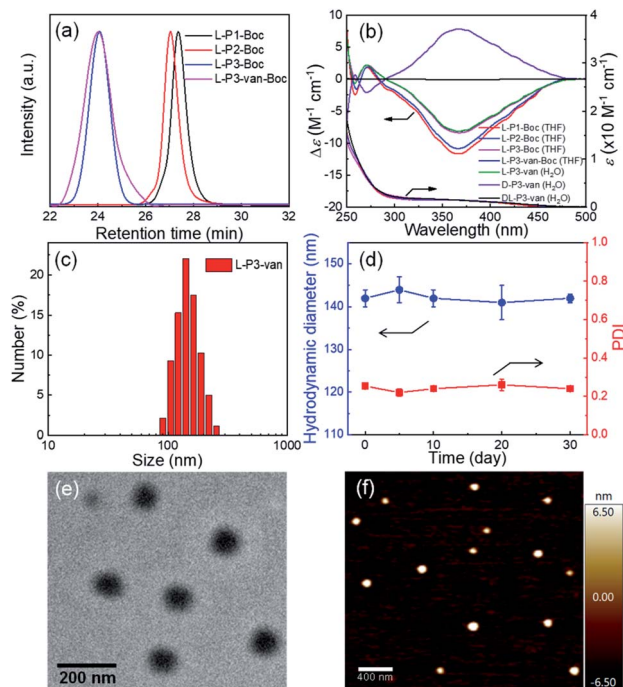 (a)
L-P1-Boc
L-P2-Boc
L-P3-Boc
L-P3-van-Boc
Intensity (a.u.)
22 24 26 28 30 32
Retention time (min)
(b)
10
5
0
-5
-10
-15
-20
Δε (M⁻¹ cm⁻¹)
4
3
2
1
0
ε (x10 M⁻¹ cm⁻¹)
L-P1-Boc (THF)
L-P2-Boc (THF)
L-P3-Boc (THF)
L-P3-van-Boc (THF)
L-P3-van (H₂O)
D-P3-van (H₂O)
DL-P3-van (H₂O)
250 300 350 400 450 500
Wavelength (nm)
(c)
L-P3-van
20
15
10
5
0
Number (%)
10 100 1000
Size (nm)
(d)
150
140
130
120
110
Hydrodynamic diameter (nm)
1.0
0.8
0.6
0.4
0.2
0.0
PDI
0 5 10 20 30
Time (day)
(e)
200 nm
(f)
400 nm
nm
6.50
0.00
-6.50